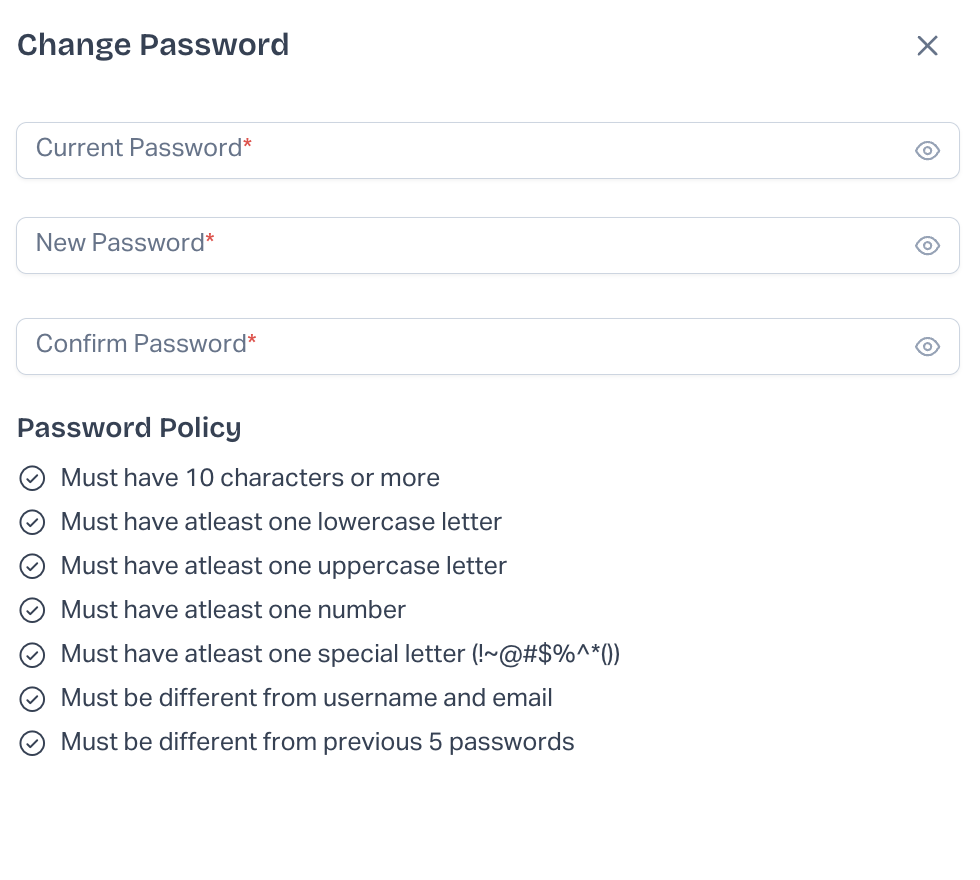 Change Password
Current Password*
New Password*
Confirm Password*
Password Policy
Must have 10 characters or more
Must have atleast one lowercase letter
Must have atleast one uppercase letter
Must have atleast one number
Must have atleast one special letter (!~@#$%^*())
Must be different from username and email
Must be different from previous 5 passwords